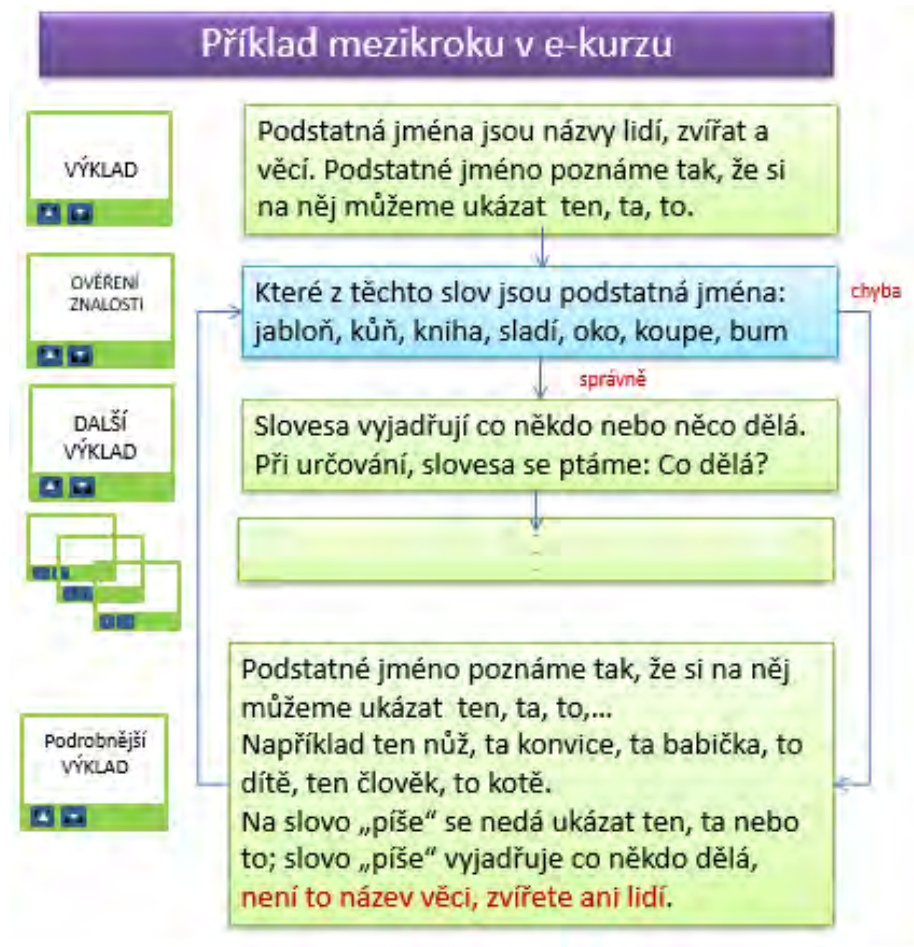 Příklad mezikroku v e-kurzu
VÝKLAD
Podstatná jména jsou názvy lidí, zvířat a
věcí. Podstatné jméno poznáme tak, že si
na něj můžeme ukázat ten, ta, to.
OVĚŘENÍ
ZNALOSTI
Které z těchto slov jsou podstatná jména:
jabloň, kůň, kniha, sladí, oko, koupe, bum
chyba
správně
DALŠÍ
VÝKLAD
Slovesa vyjadřují co někdo nebo něco dělá.
Při určování, slovesa se ptáme: Co dělá?
Podrobnější
VÝKLAD
Podstatné jméno poznáme tak, že si na něj
můžeme ukázat ten, ta, to,...
Například ten nůž, ta konvice, ta babička, to
dítě, ten člověk, to kotě.
Na slovo „píše“ se nedá ukázat ten, ta nebo
to; slovo „píše“ vyjadřuje co někdo dělá,
není to název věci, zvířete ani lidí.